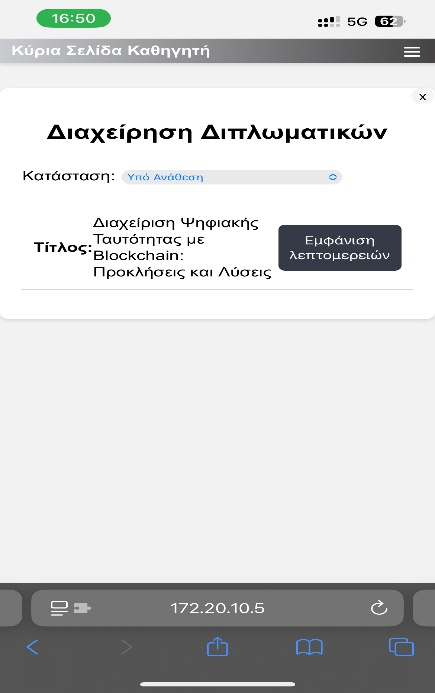 16:50
5G
62
Κύρια Σελίδα Καθηγητή
x
Διαχείρηση Διπλωματικών
Κατάσταση: Υπό Ανάθεση
Τίτλος: Διαχείριση Ψηφιακής
Ταυτότητας με
Blockchain:
Προκλήσεις και Λύσεις
Εμφάνιση
λεπτομερειών
172.20.10.5